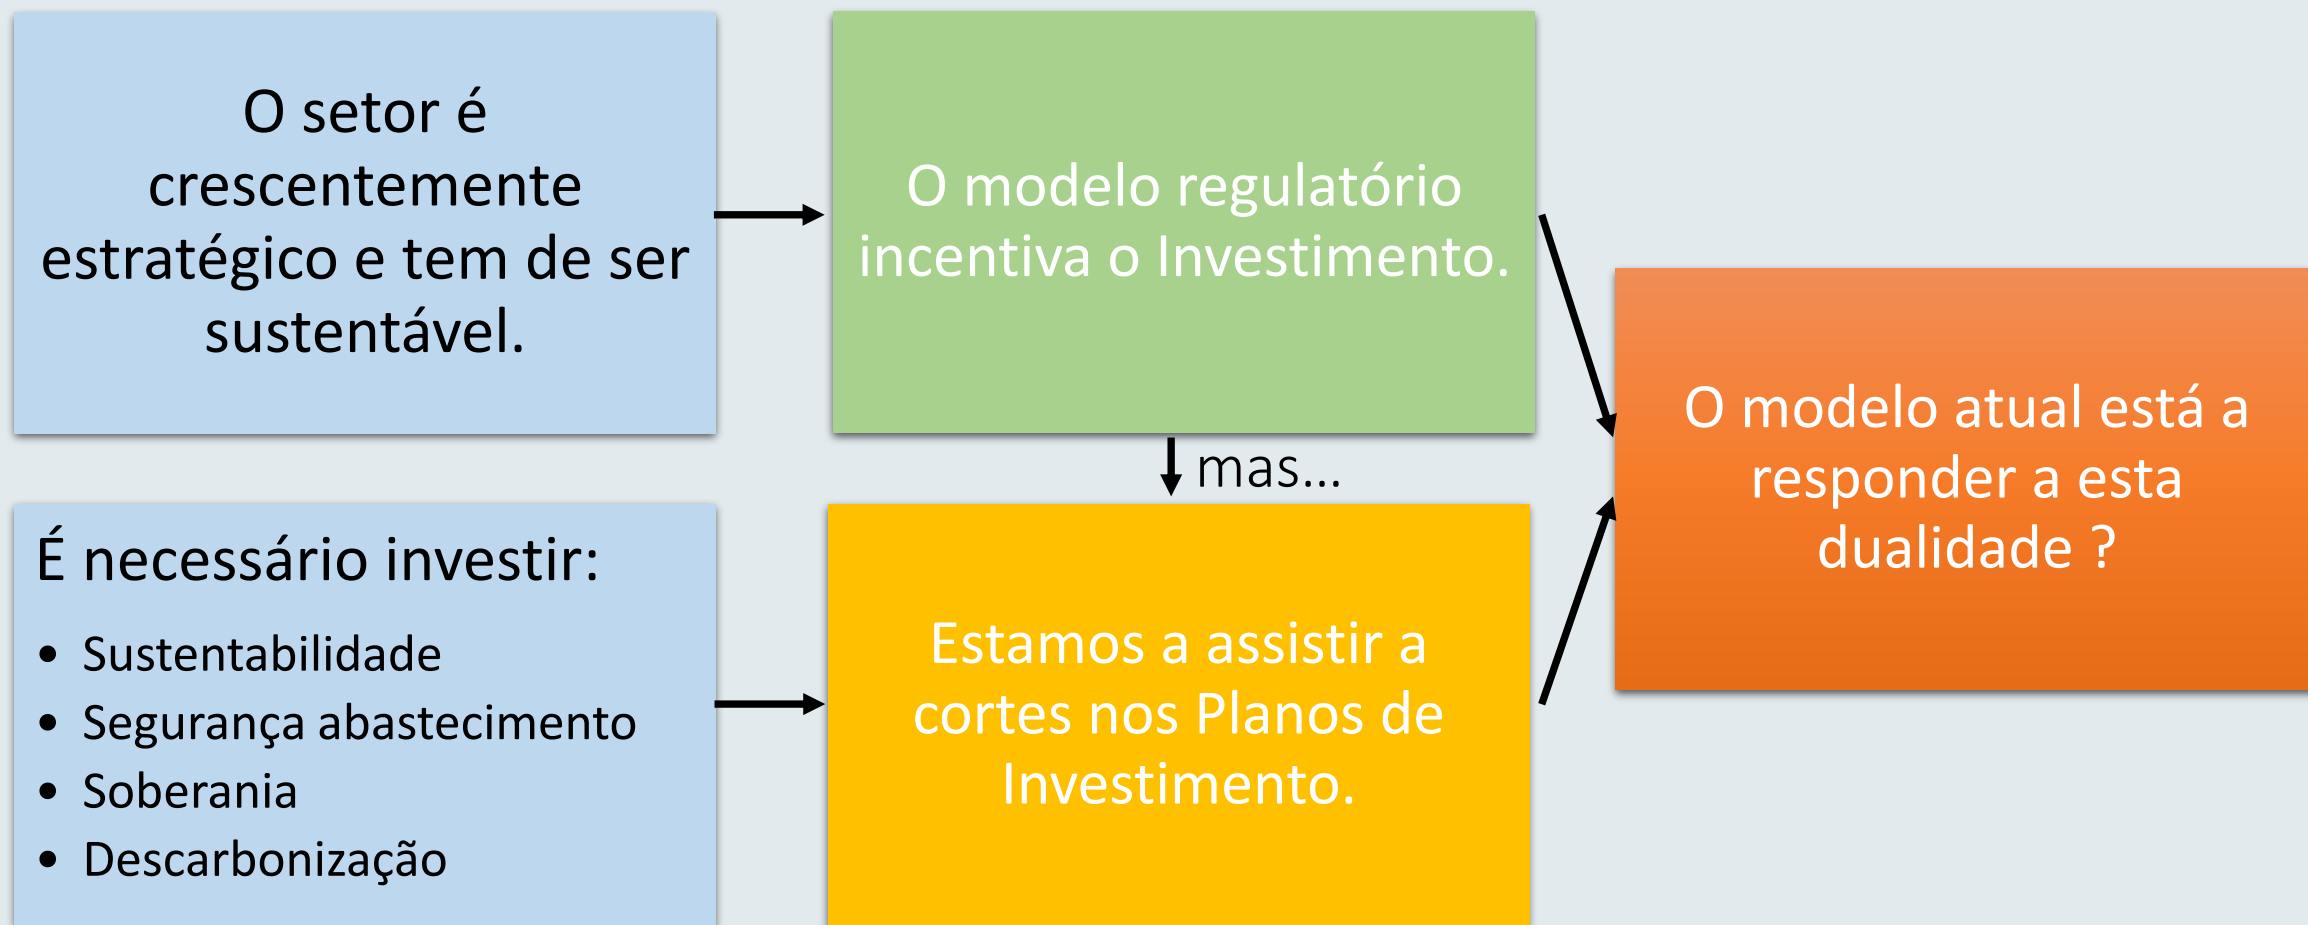 O setor é
crescentemente
estratégico e tem de ser
sustentável.
O modelo regulatório
incentiva o Investimento.
mas...
É necessário investir:
• Sustentabilidade
• Segurança abastecimento
• Soberania
• Descarbonização
Estamos a assistir a
cortes nos Planos de
Investimento.
O modelo atual está a
responder a esta
dualidade ?